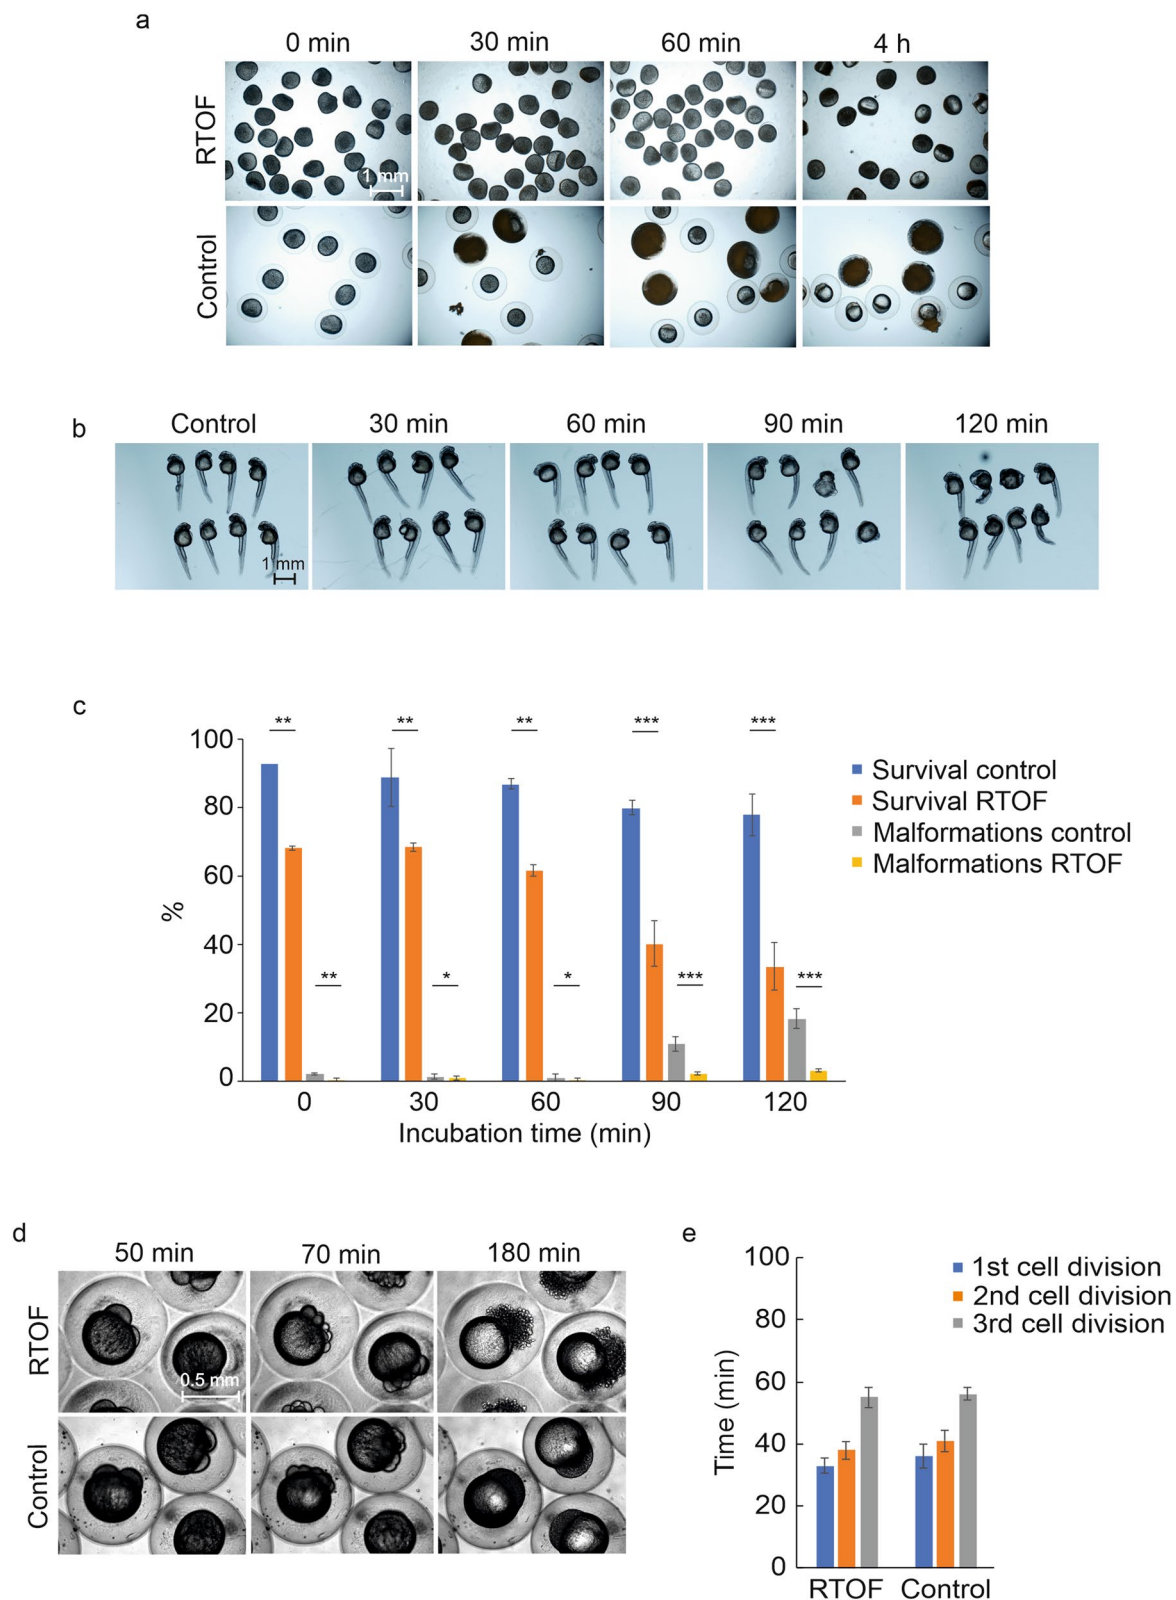 a
0 min 30 min 60 min 4 h
RTOF
1 mm
Control
b
Control 30 min 60 min 90 min 120 min
1 mm
c
** ** ** *** ***
100
80
60
40
20
0
%
** * * *** ***
0 30 60 90 120
Incubation time (min)
Survival control
Survival RTOF
Malformations control
Malformations RTOF
d
50 min 70 min 180 min
RTOF
0.5 mm
Control
e
100
80
60
40
20
0
Time (min)
1st cell division
2nd cell division
3rd cell division
RTOF Control